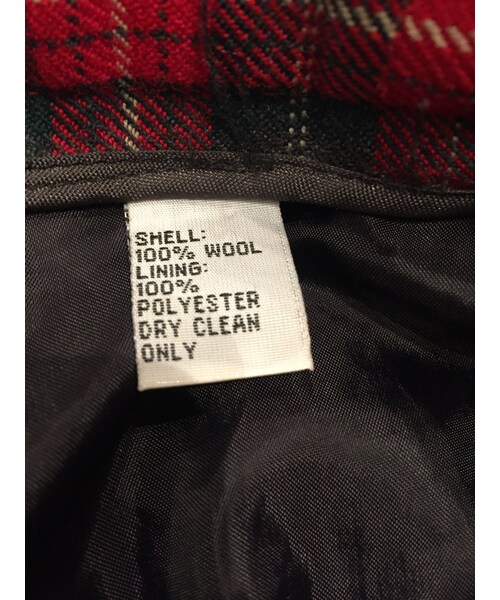 SHELL:
100% WOOL
LINING:
100%
POLYESTER
DRY CLEAN
ONLY